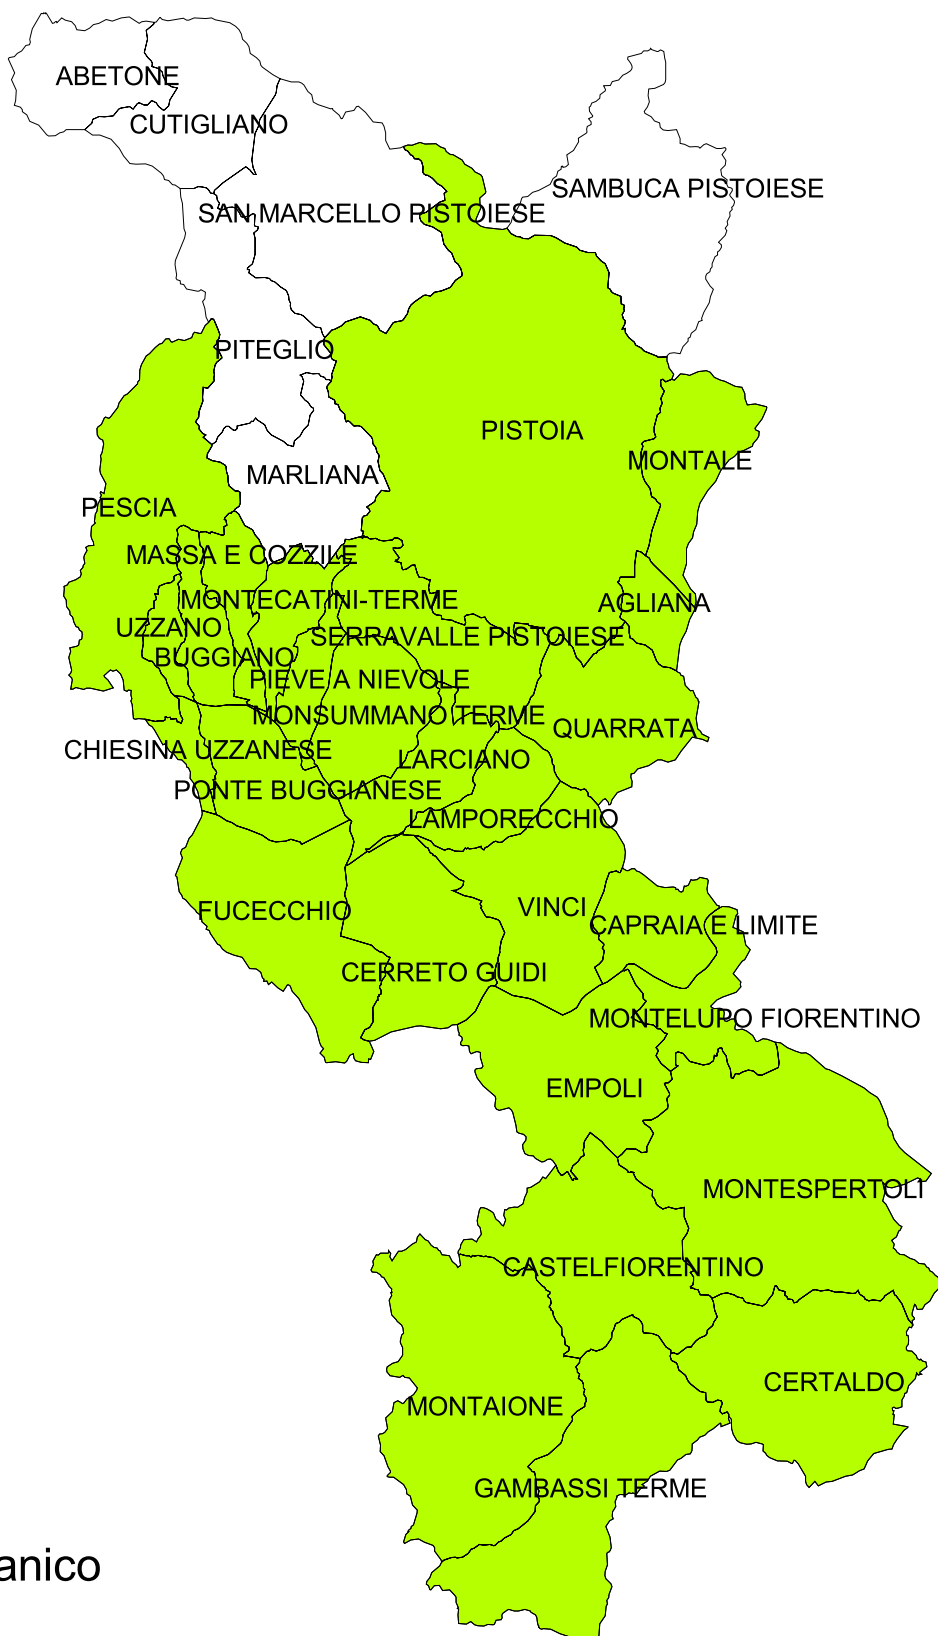 ABETONE
CUTIGLIANO
SAMBUCA PISTOIESE
SAN MARCELLO PISTOIESE
PITEGLIO
PISTOIA
MONTALE
MARLIANA
PESCIA
MASSA E COZZILE
MONTECATINI-TERME
AGLIANA
UZZANO
SERRAVALLE PISTOIESE
BUGGIANO
PIEVE A NIEVOLE
MONSUMMANO TERME
QUARRATA
CHIESINA UZZANESE
LARCIANO
PONTE BUGGIANESE
LAMPORECCHIO
VINCI
FUCECCHIO
CAPRAIA E LIMITE
CERRETO GUIDI
MONTELUPO FIORENTINO
EMPOLI
MONTESPERTOLI
CASTELFIORENTINO
CERTALDO
MONTAIONE
GAMBASSI TERME
anico